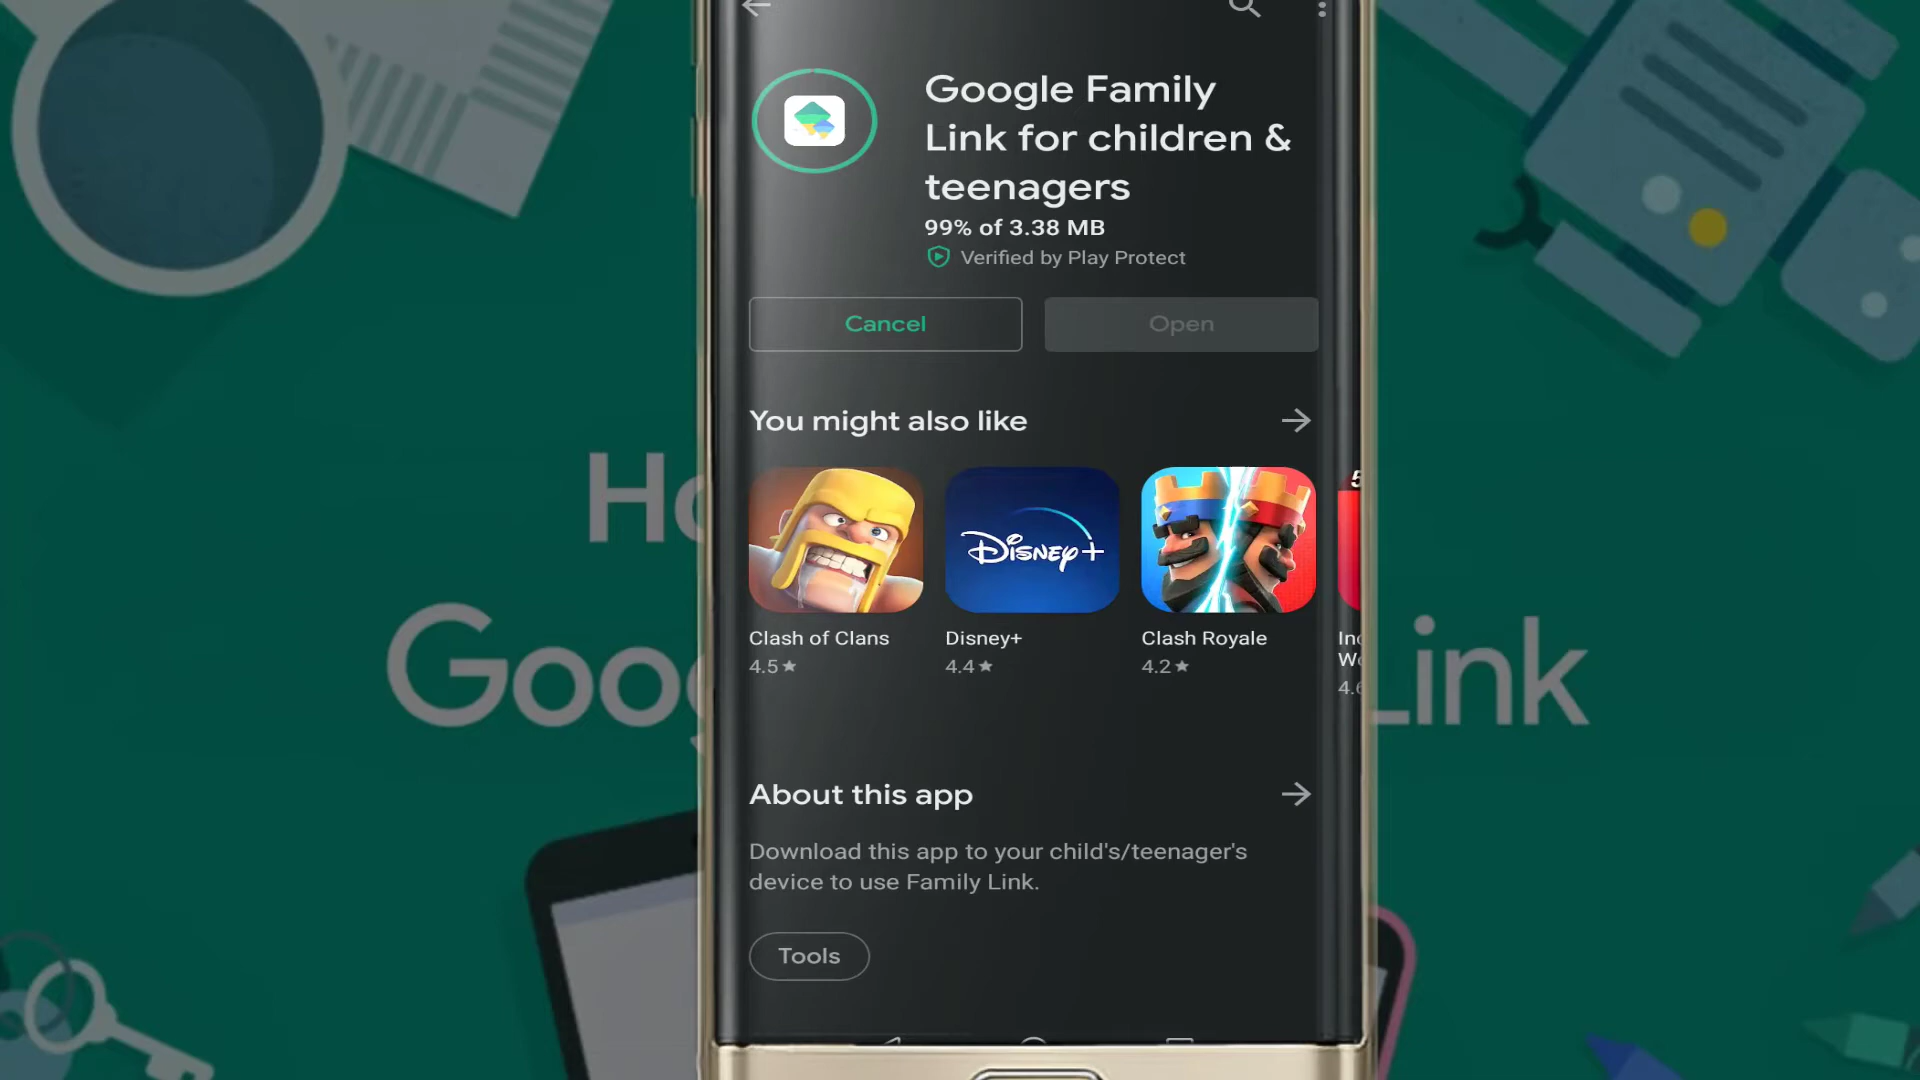 Google Family
Link for children &
teenagers
99% of 3.38 MB
Verified by Play Protect
Cancel
Open
You might also like
Disney+
Clash of Clans
Disney+
Clash Royale
4.5★
4.4★
4.2★
About this app
Download this app to your child's/teenager's
device to use Family Link.
Tools